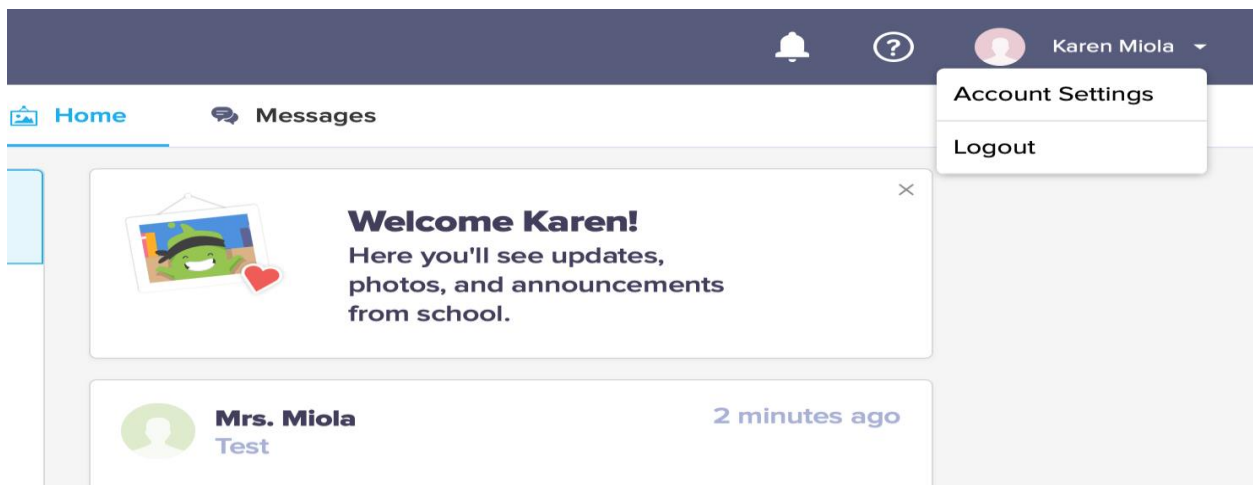 Karen Miola
Account Settings
Logout
Home
Messages
Welcome Karen!
Here you'll see updates,
photos, and announcements
from school.
Mrs. Miola
2 minutes ago
Test